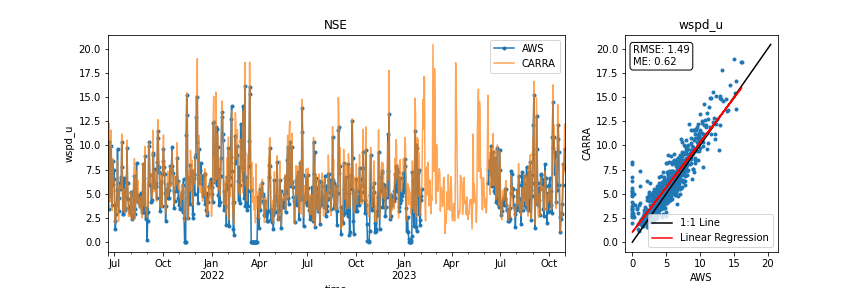 NSE
wspd_u
20.0
17.5
15.0
12.5
10.0
7.5
5.0
2.5
0.0
wspd_u
AWS
CARRA
Jul
Oct
Jan
2022
Apr
Jul
Oct
Jan
2023
Apr
Jul
Oct
time
20.0
17.5
15.0
12.5
10.0
7.5
5.0
2.5
0.0
CARRA
RMSE: 1.49
ME: 0.62
1:1 Line
Linear Regression
0
5
10
15
20
AWS